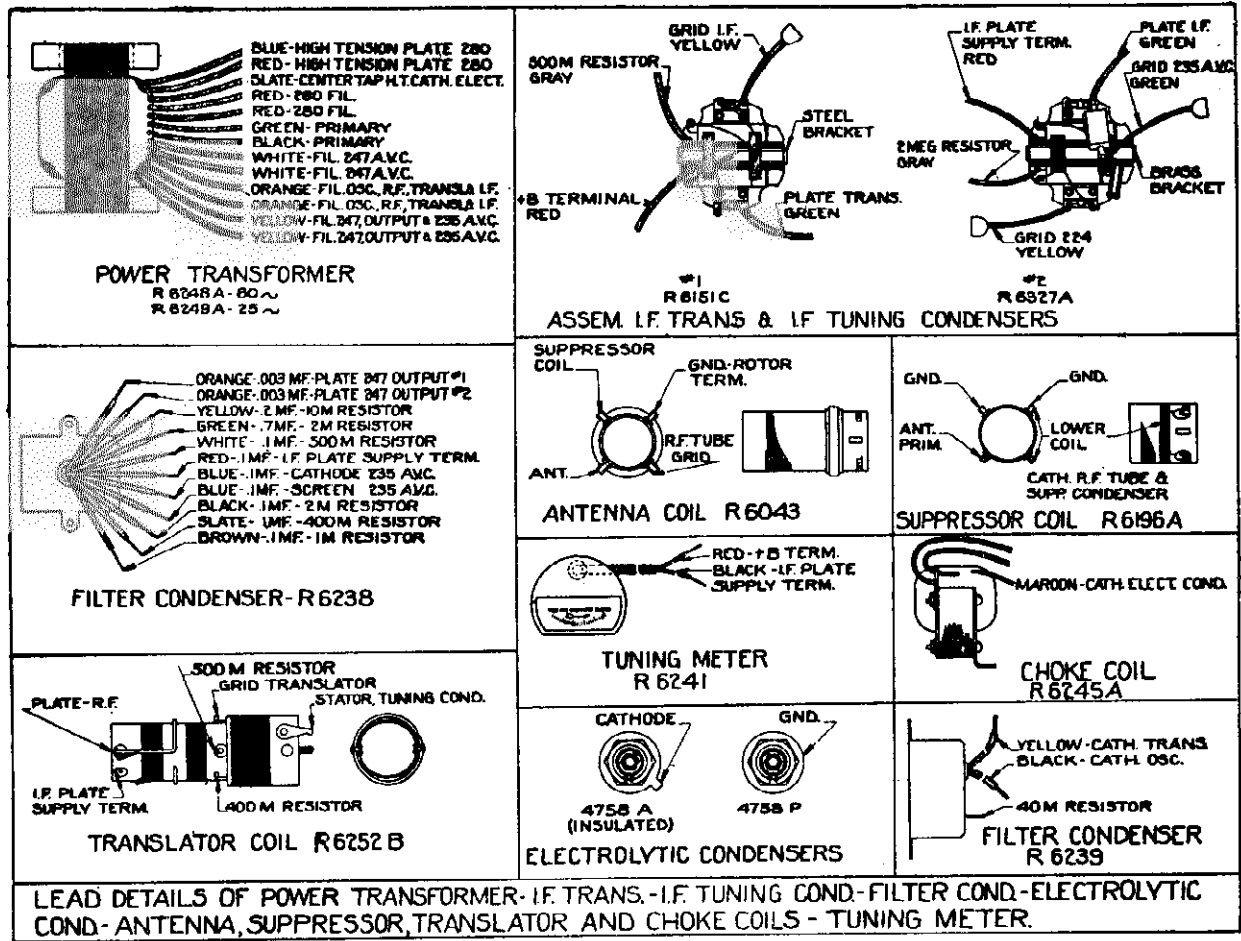 BLUE-HIGH TENSION PLATE 280
RED-HIGH TENSION PLATE 280
SLATE-CENTER TAP H.T. CATH. ELECT.
RED-280 FIL.
RED-280 FIL.
GREEN-PRIMARY
BLACK-PRIMARY
WHITE-FIL. 247 A.V.C.
WHITE-FIL. 247 A.V.C.
ORANGE-FIL. OSC., R.F., TRANSL & I.F.
ORANGE-FIL. OSC., R.F., TRANSL & I.F.
YELLOW-FIL. 247, OUTPUT & 235 A.V.C.
YELLOW-FIL. 247, OUTPUT & 235 A.V.C.
POWER TRANSFORMER
R 6248 A - 60 ~
R 6249 A - 25 ~
GRID I.F.
YELLOW
500 M RESISTOR
GRAY
STEEL
BRACKET
+B TERMINAL
RED
PLATE TRANS.
GREEN
#1
R 6151 C
I.F. PLATE
SUPPLY TERM.
RED
PLATE I.F.
GREEN
GRID 235 A.V.C.
GREEN
2 MEG RESISTOR
GRAY
BRASS
BRACKET
GRID 224
YELLOW
#2
R 6327 A
ASSEM. I.F. TRANS & I.F TUNING CONDENSERS
ORANGE-.003 MF-PLATE 247 OUTPUT #1
ORANGE-.003 MF-PLATE 247 OUTPUT #2
YELLOW-.2 MF.-10M RESISTOR
GREEN-.7MF.-2M RESISTOR
WHITE-.1MF.-500M RESISTOR
RED-.1MF.-I.F. PLATE SUPPLY TERM.
BLUE-.1MF.-CATHODE 235 A.V.C.
BLUE-.1MF.-SCREEN 235 A.V.C.
BLACK-.1MF.-2M RESISTOR
SLATE-.1MF.-400M RESISTOR
BROWN-.1MF.-1M RESISTOR
FILTER CONDENSER-R 6238
SUPPRESSOR
COIL
GND.-ROTOR
TERM.
R.F. TUBE
GRID
ANT.
ANTENNA COIL R 6043
GND.
GND.
ANT.
PRIM.
LOWER
COIL
CATH. R.F. TUBE &
SUPP. CONDENSER
SUPPRESSOR COIL R 6196 A
RED-+B TERM.
BLACK-I.F. PLATE
SUPPLY TERM.
TUNING METER
R 6241
MAROON-CATH. ELECT. COND.
CHOKE COIL
R 6245 A
500 M RESISTOR
GRID TRANSLATOR
STATOR, TUNING COND.
PLATE-R.F.
I.F. PLATE
SUPPLY TERM.
400 M RESISTOR
TRANSLATOR COIL R 6252 B
CATHODE
GND.
4758 A
(INSULATED)
4758 P
ELECTROLYTIC CONDENSERS
YELLOW-CATH. TRANS.
BLACK-CATH. OSC.
40 M RESISTOR
FILTER CONDENSER
R 6239
LEAD DETAILS OF POWER TRANSFORMER-I.F. TRANS.-I.F. TUNING COND.-FILTER COND.-ELECTROLYTIC
COND.-ANTENNA, SUPPRESSOR, TRANSLATOR AND CHOKE COILS - TUNING METER.